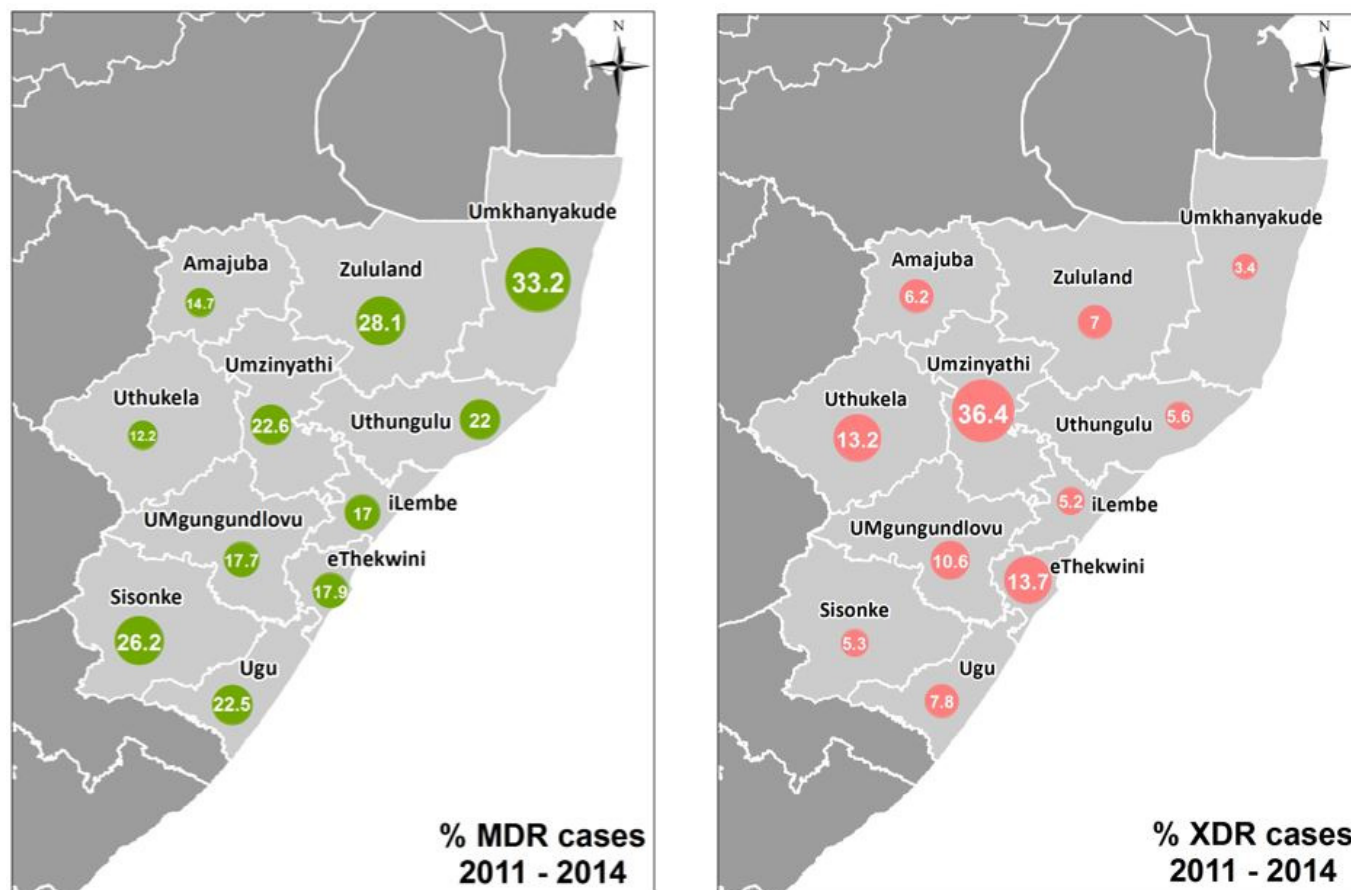 N
Umkhanyakude
33.2
Amajuba
14.7
Zululand
28.1
Umzinyathi
22.6
Uthukela
12.2
Uthungulu
22
iLembe
17
UMgungundlovu
17.7
eThekwini
17.9
Sisonke
26.2
Ugu
22.5
% MDR cases
2011 - 2014
N
Umkhanyakude
3.4
Amajuba
6.2
Zululand
7
Umzinyathi
36.4
Uthukela
13.2
Uthungulu
5.6
iLembe
5.2
UMgungundlovu
10.6
eThekwini
13.7
Sisonke
5.3
Ugu
7.8
% XDR cases
2011 - 2014